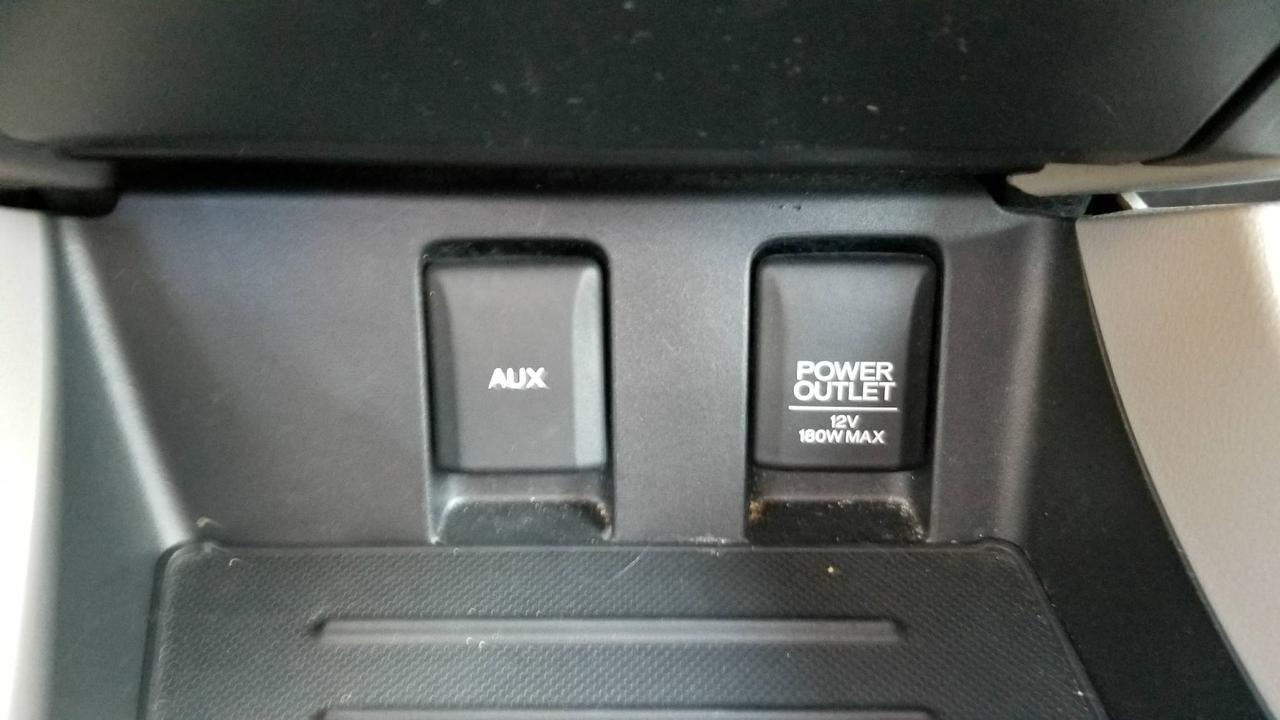 AUX
POWER
OUTLET
12V
180W MAX